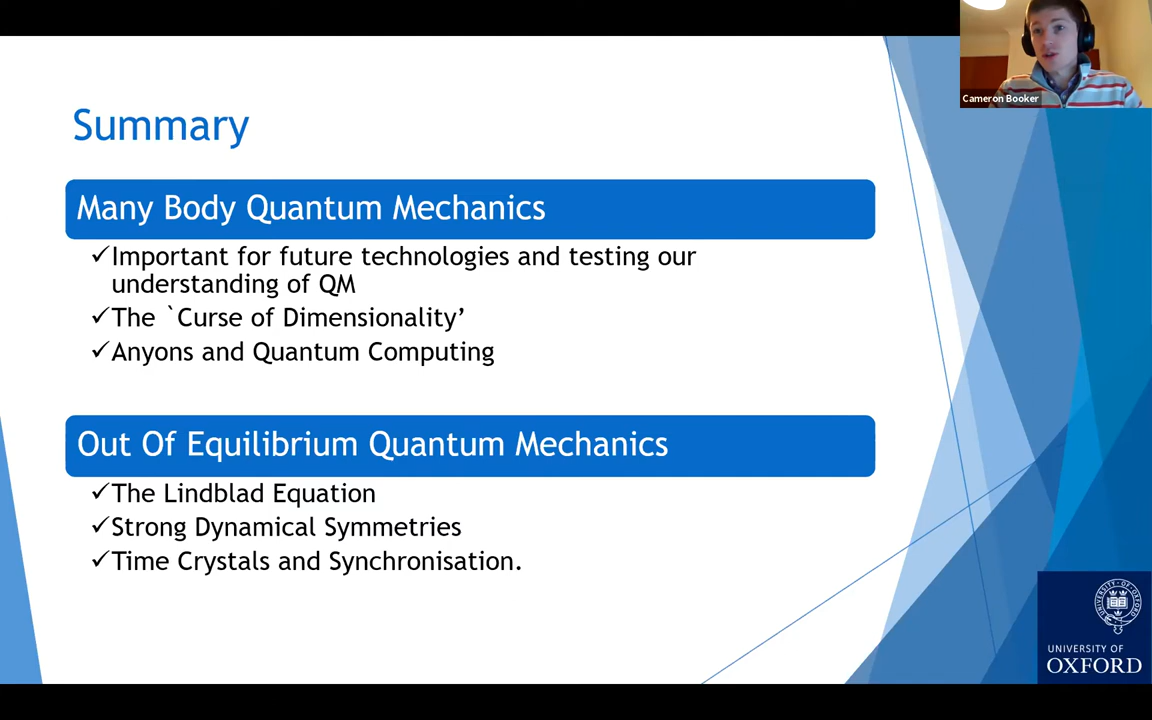 Cameron Booker
Summary
Many Body Quantum Mechanics
✓Important for future technologies and testing our
understanding of QM
✓The `Curse of Dimensionality’
✓Anyons and Quantum Computing
Out Of Equilibrium Quantum Mechanics
✓The Lindblad Equation
✓Strong Dynamical Symmetries
✓Time Crystals and Synchronisation.
UNIVERSITY OF
OXFORD